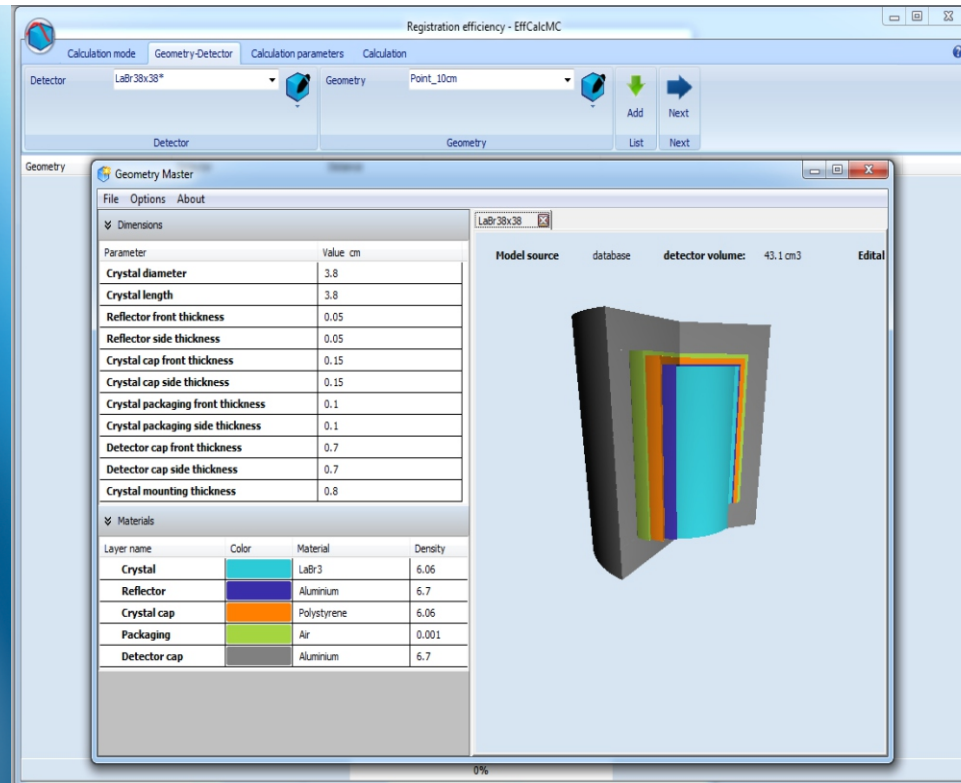 Registration efficiency - EffCalcMC
Calculation mode Geometry-Detector Calculation parameters Calculation
Detector LaBr38x38* Geometry Point_10cm
Add Next
Detector Geometry List Next
Geometry
Geometry Master
File Options About
Dimensions
LaBr38x38
Parameter Value cm
Model source database detector volume: 43.1 cm3 Edital
Crystal diameter 3.8
Crystal length 3.8
Reflector front thickness 0.05
Reflector side thickness 0.05
Crystal cap front thickness 0.15
Crystal cap side thickness 0.15
Crystal packaging front thickness 0.1
Crystal packaging side thickness 0.1
Detector cap front thickness 0.7
Detector cap side thickness 0.7
Crystal mounting thickness 0.8
Materials
Layer name Color Material Density
Crystal LaBr3 6.06
Reflector Aluminium 6.7
Crystal cap Polystyrene 6.06
Packaging Air 0.001
Detector cap Aluminium 6.7
0%